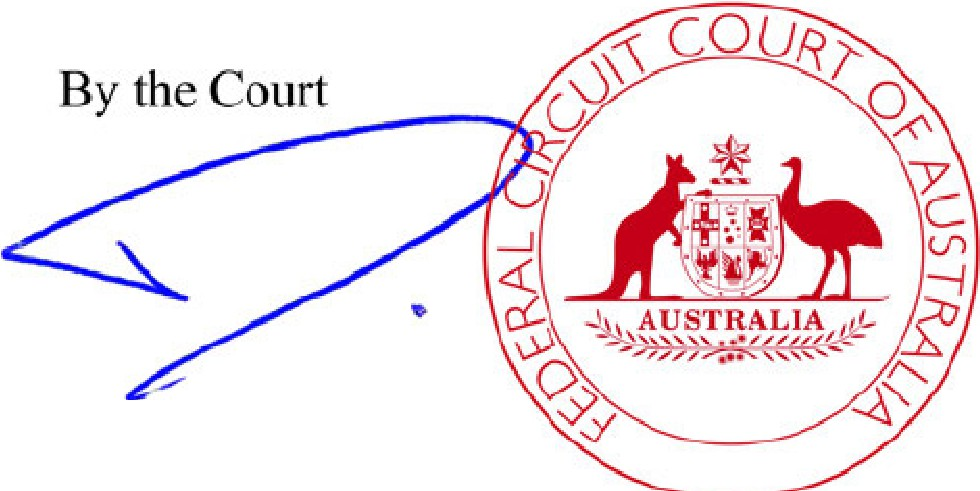 By the Court
FEDERAL CIRCUIT COURT OF AUSTRALIA
AUSTRALIA